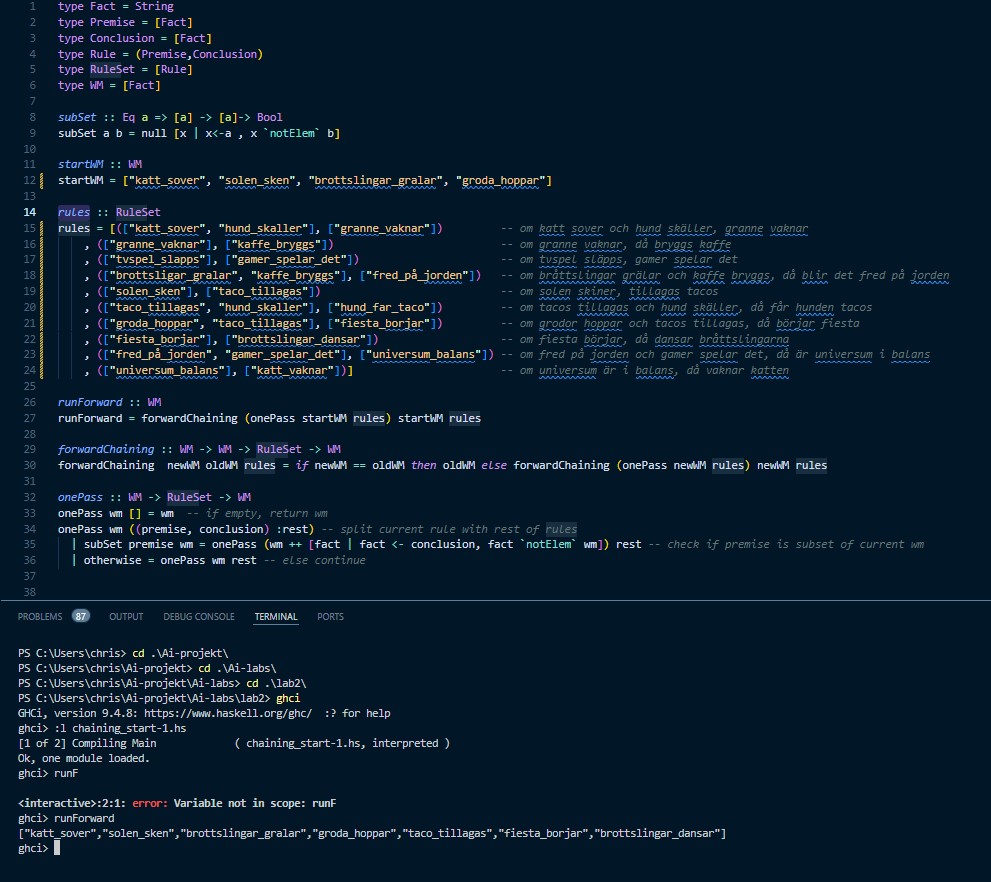 1 type Fact = String
2 type Premise = [Fact]
3 type Conclusion = [Fact]
4 type Rule = (Premise,Conclusion)
5 type RuleSet = [Rule]
6 type WM = [Fact]
7
8 subSet :: Eq a => [a] -> [a]-> Bool
9 subSet a b = null [x | x<-a , x `notElem` b]
10
11 startWM :: WM
12 startWM = ["katt_sover", "solen_sken", "brottslingar_gralar", "groda_hoppar"]
13
14 rules :: RuleSet
15 rules = [(["katt_sover", "hund_skaller"], ["granne_vaknar"]) -- om katt sover och hund skäller, granne vaknar
16 , (["granne_vaknar"], ["kaffe_bryggs"]) -- om granne vaknar, då bryggs kaffe
17 , (["tvspel_slapps"], ["gamer_spelar_det"]) -- om tvspel släpps, gamer spelar det
18 , (["brottsligar_gralar", "kaffe_bryggs"], ["fred_på_jorden"]) -- om bråttslingar grälar och kaffe bryggs, då blir det fred på jorden
19 , (["solen_sken"], ["taco_tillagas"]) -- om solen skiner, tillagas tacos
20 , (["taco_tillagas", "hund_skaller"], ["hund_far_taco"]) -- om tacos tillagas och hund skäller, då får hunden tacos
21 , (["groda_hoppar", "taco_tillagas"], ["fiesta_borjar"]) -- om grodor hoppar och tacos tillagas, då börjar fiesta
22 , (["fiesta_borjar"], ["brottslingar_dansar"]) -- om fiesta börjar, då dansar bråttslingarna
23 , (["fred_på_jorden", "gamer_spelar_det"], ["universum_balans"]) -- om fred på jorden och gamer spelar det, då är universum i balans
24 , (["universum_balans"], ["katt_vaknar"])] -- om universum är i balans, då vaknar katten
25
26 runForward :: WM
27 runForward = forwardChaining (onePass startWM rules) startWM rules
28
29 forwardChaining :: WM -> WM -> RuleSet -> WM
30 forwardChaining newWM oldWM rules = if newWM == oldWM then oldWM else forwardChaining (onePass newWM rules) newWM rules
31
32 onePass :: WM -> RuleSet -> WM
33 onePass wm [] = wm -- if empty, return wm
34 onePass wm ((premise, conclusion) :rest) -- split current rule with rest of rules
35 | subSet premise wm = onePass (wm ++ [fact | fact <- conclusion, fact `notElem` wm]) rest -- check if premise is subset of current wm
36 | otherwise = onePass wm rest -- else continue
37
38
PROBLEMS 87 OUTPUT DEBUG CONSOLE TERMINAL PORTS
PS C:\Users\chris> cd .\Ai-projekt\
PS C:\Users\chris\Ai-projekt> cd .\Ai-labs\
PS C:\Users\chris\Ai-projekt\Ai-labs> cd .\lab2\
PS C:\Users\chris\Ai-projekt\Ai-labs\lab2> ghci
GHCi, version 9.4.8: https://www.haskell.org/ghc/ :? for help
ghci> :l chaining_start-1.hs
[1 of 2] Compiling Main ( chaining_start-1.hs, interpreted )
Ok, one module loaded.
ghci> runF
<interactive>:2:1: error: Variable not in scope: runF
ghci> runForward
["katt_sover","solen_sken","brottslingar_gralar","groda_hoppar","taco_tillagas","fiesta_borjar","brottslingar_dansar"]
ghci>